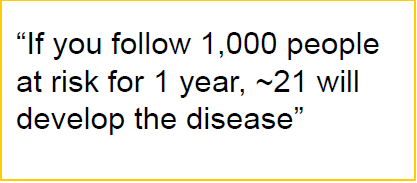 “If you follow 1,000 people
at risk for 1 year, ~21 will
develop the disease”